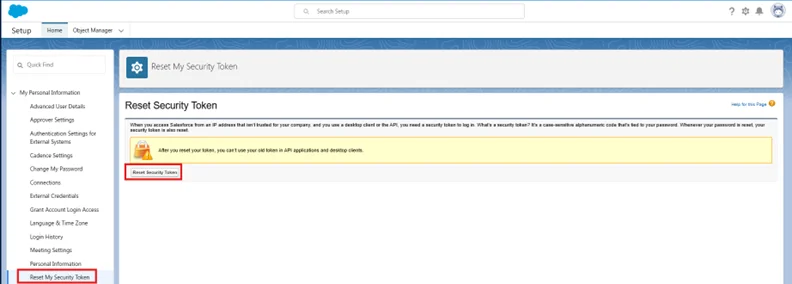 Search Setup
Setup
Home
Object Manager
Quick Find
My Personal Information
Advanced User Details
Approver Settings
Authentication Settings for
External Systems
Cadence Settings
Change My Password
Connections
External Credentials
Grant Account Login Access
Language & Time Zone
Login History
Meeting Settings
Personal Information
Reset My Security Token
Reset My Security Token
Reset Security Token
Help for this Page
When you access Salesforce from an IP address that isn't trusted for your company, and you use a desktop client or the API, you need a security token to log in. What's a security token? It's a case-sensitive alphanumeric code that's tied to your password. Whenever your password is reset, your
security token is also reset.
After you reset your token, you can't use your old token in API applications and desktop clients.
Reset Security Token